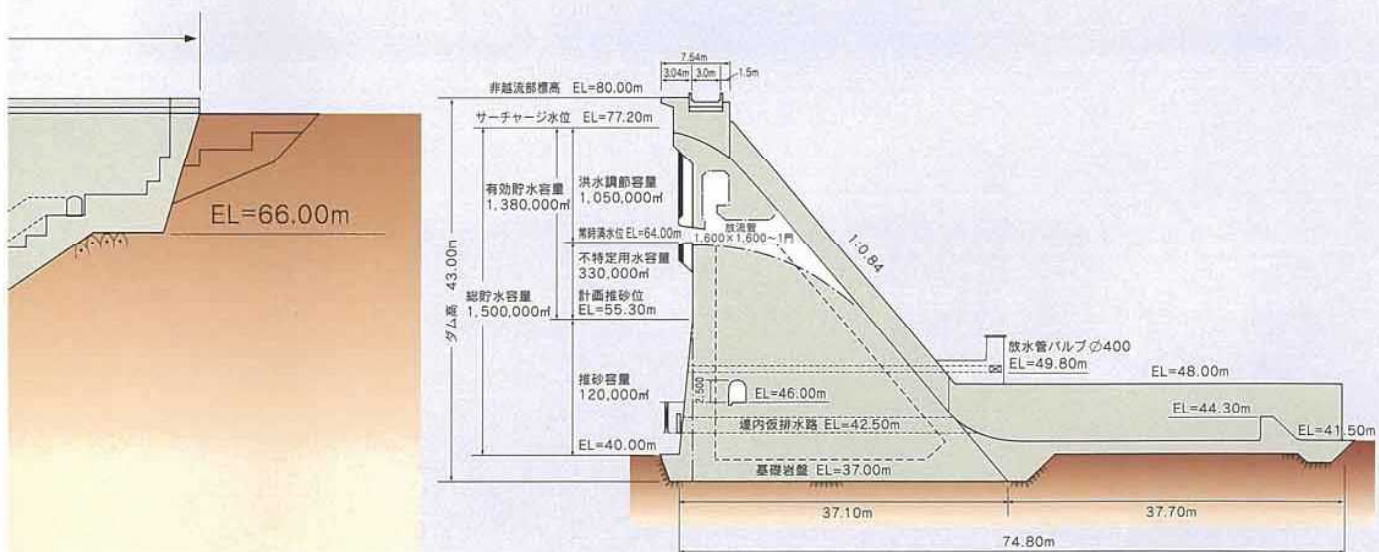 EL=66.00m
7.54m
3.04m 3.0m 1.5m
非越流部標高 EL=80.00m
サーチャージ水位 EL=77.20m
有効貯水容量
1,380,000㎥
洪水調節容量
1,050,000㎥
常時満水位 EL=64.00m
放流管
1,600×1,600〜1門
不特定用水容量
330,000㎥
1:0.84
ダム高 43.00m
総貯水容量
1,500,000㎥
計画推砂位
EL=55.30m
放水管バルブ∅400
EL=49.80m
EL=48.00m
推砂容量
120,000㎥
2,500
EL=46.00m
EL=44.30m
堤内仮排水路 EL=42.50m
EL=41.50m
EL=40.00m
基礎岩盤 EL=37.00m
37.10m
37.70m
74.80m